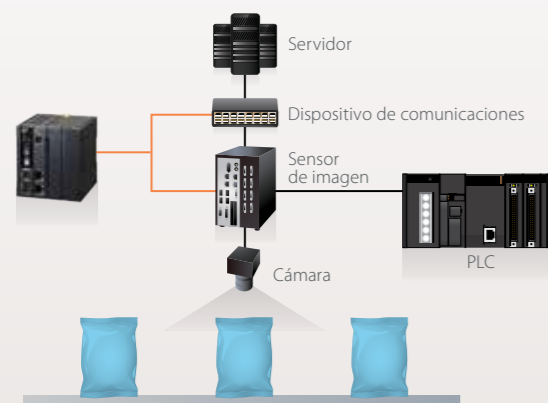 Servidor
Dispositivo de comunicaciones
Sensor
de imagen
PLC
Cámara